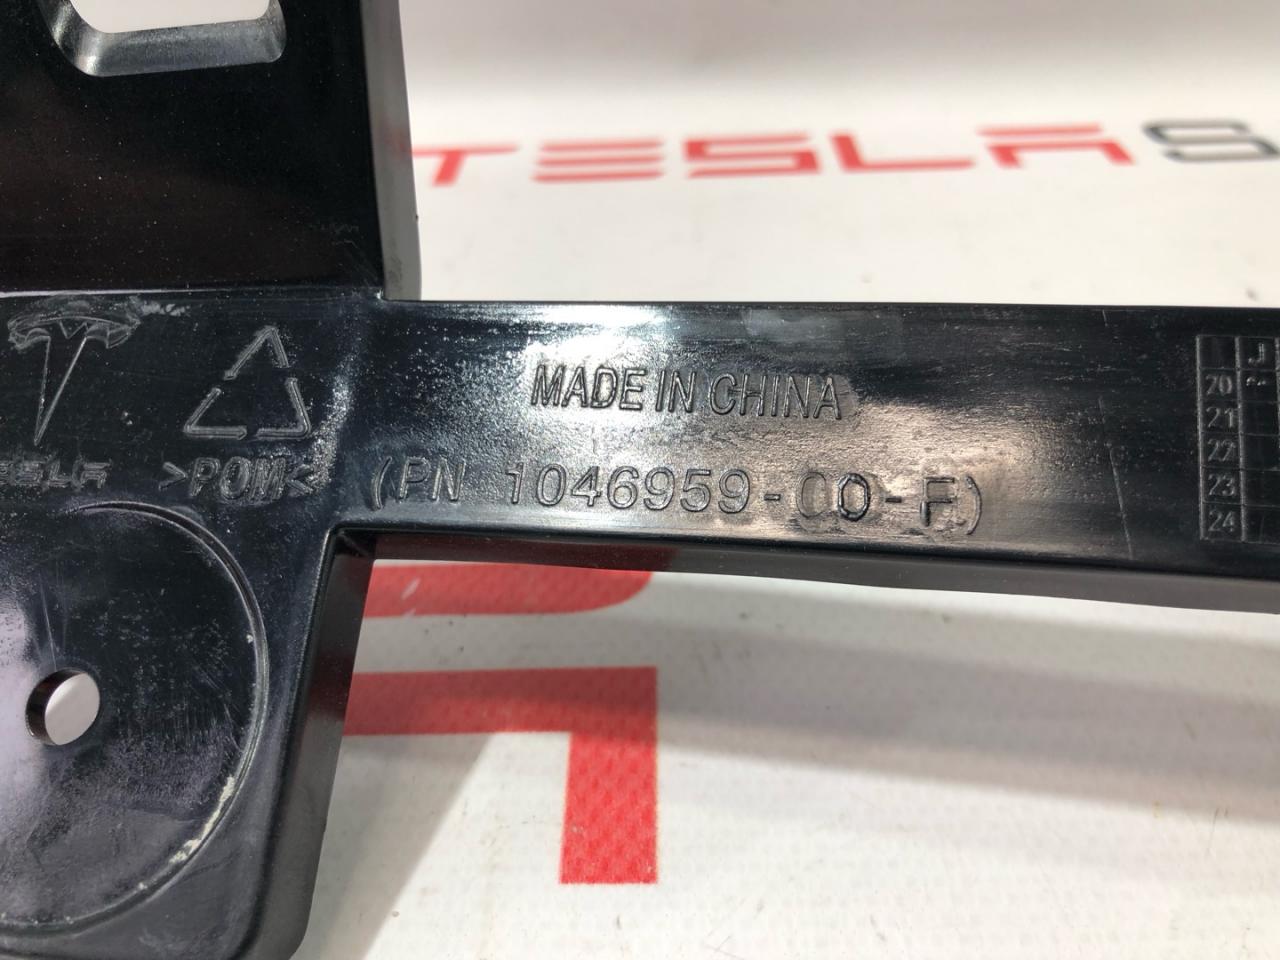 TESLA S
MADE IN CHINA
J
20
21
22
23
24
>POM<
(PN 1046959-00-F)